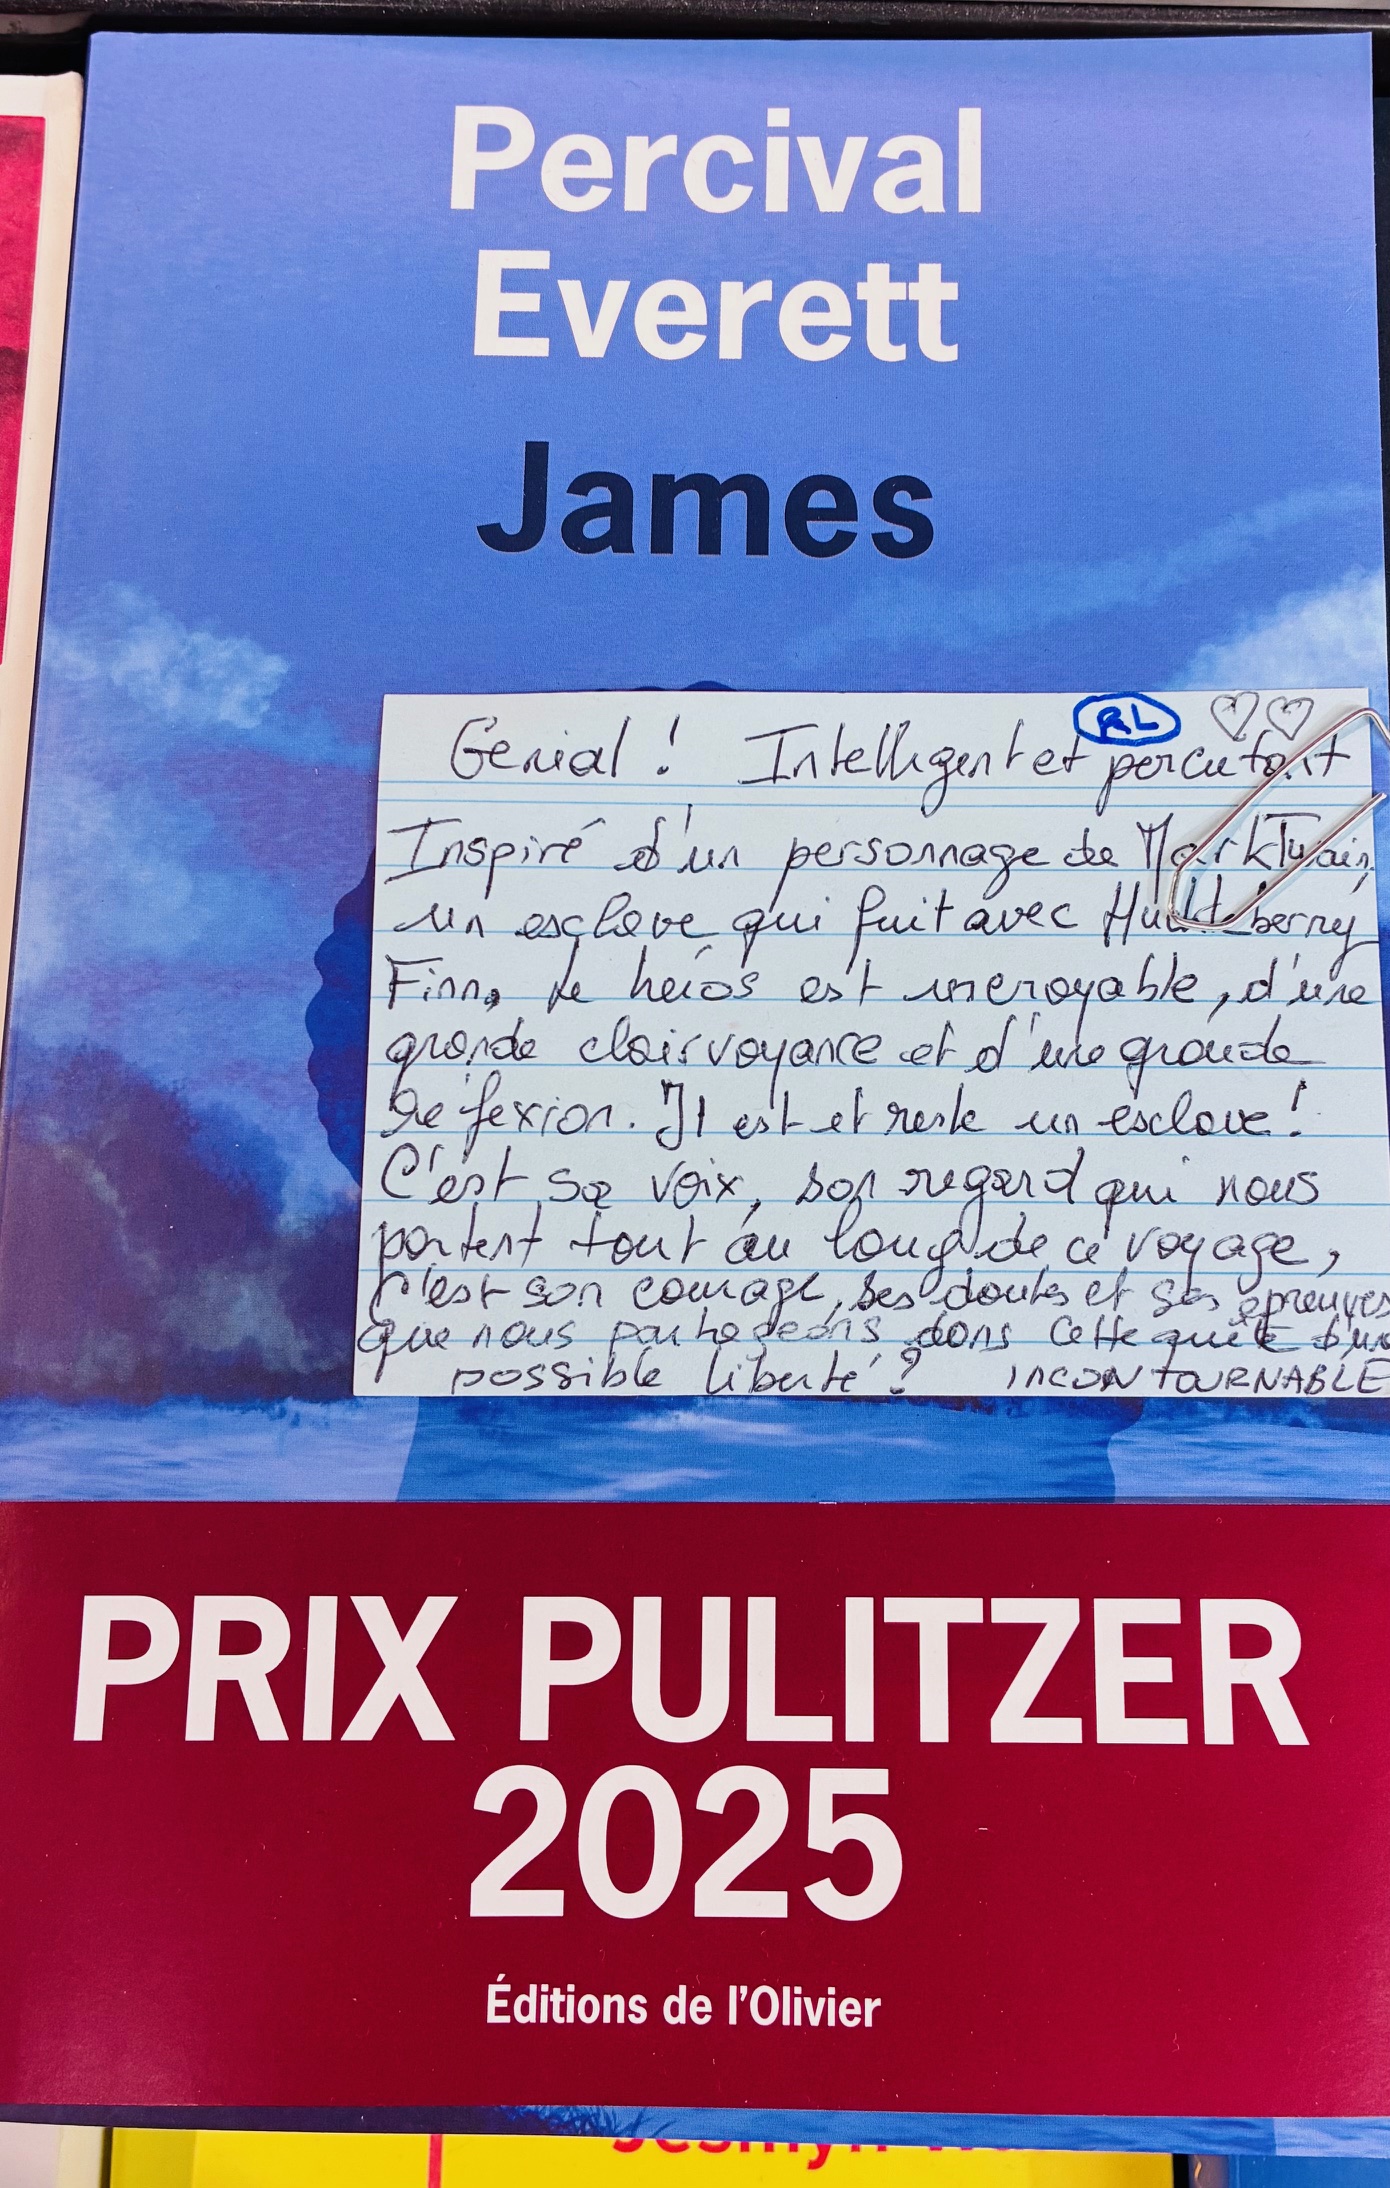 Percival
Everett
James
RL
Genial ! Intelligent et percutant
Inspiré d'un personnage de Mark Twain,
un esclave qui fuit avec Huckleberry
Finn, le héros est incroyable, d'une
grande clairvoyance et d'une grande
réflexion. Il est et reste un esclave !
C'est sa voix, son regard qui nous
portent tout au long de ce voyage,
c'est son courage, ses doutes et ses épreuves
que nous partageons dans cette quête d'une
possible liberté ? INCONTOURNABLE
PRIX PULITZER
2025
Éditions de l'Olivier